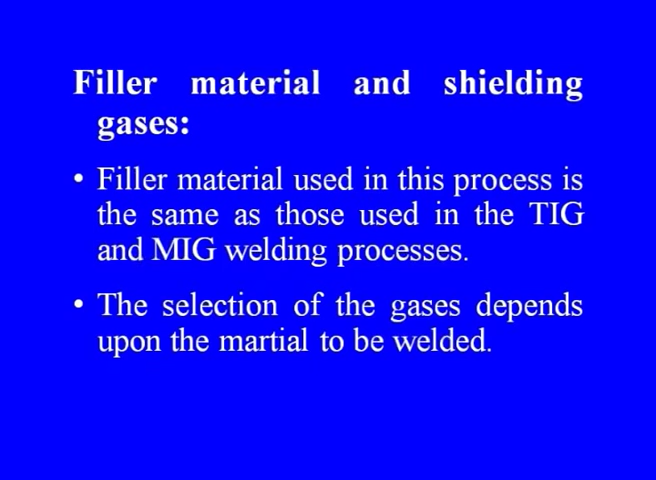 Filler material and shielding
gases:
• Filler material used in this process is
the same as those used in the TIG
and MIG welding processes.
• The selection of the gases depends
upon the martial to be welded.